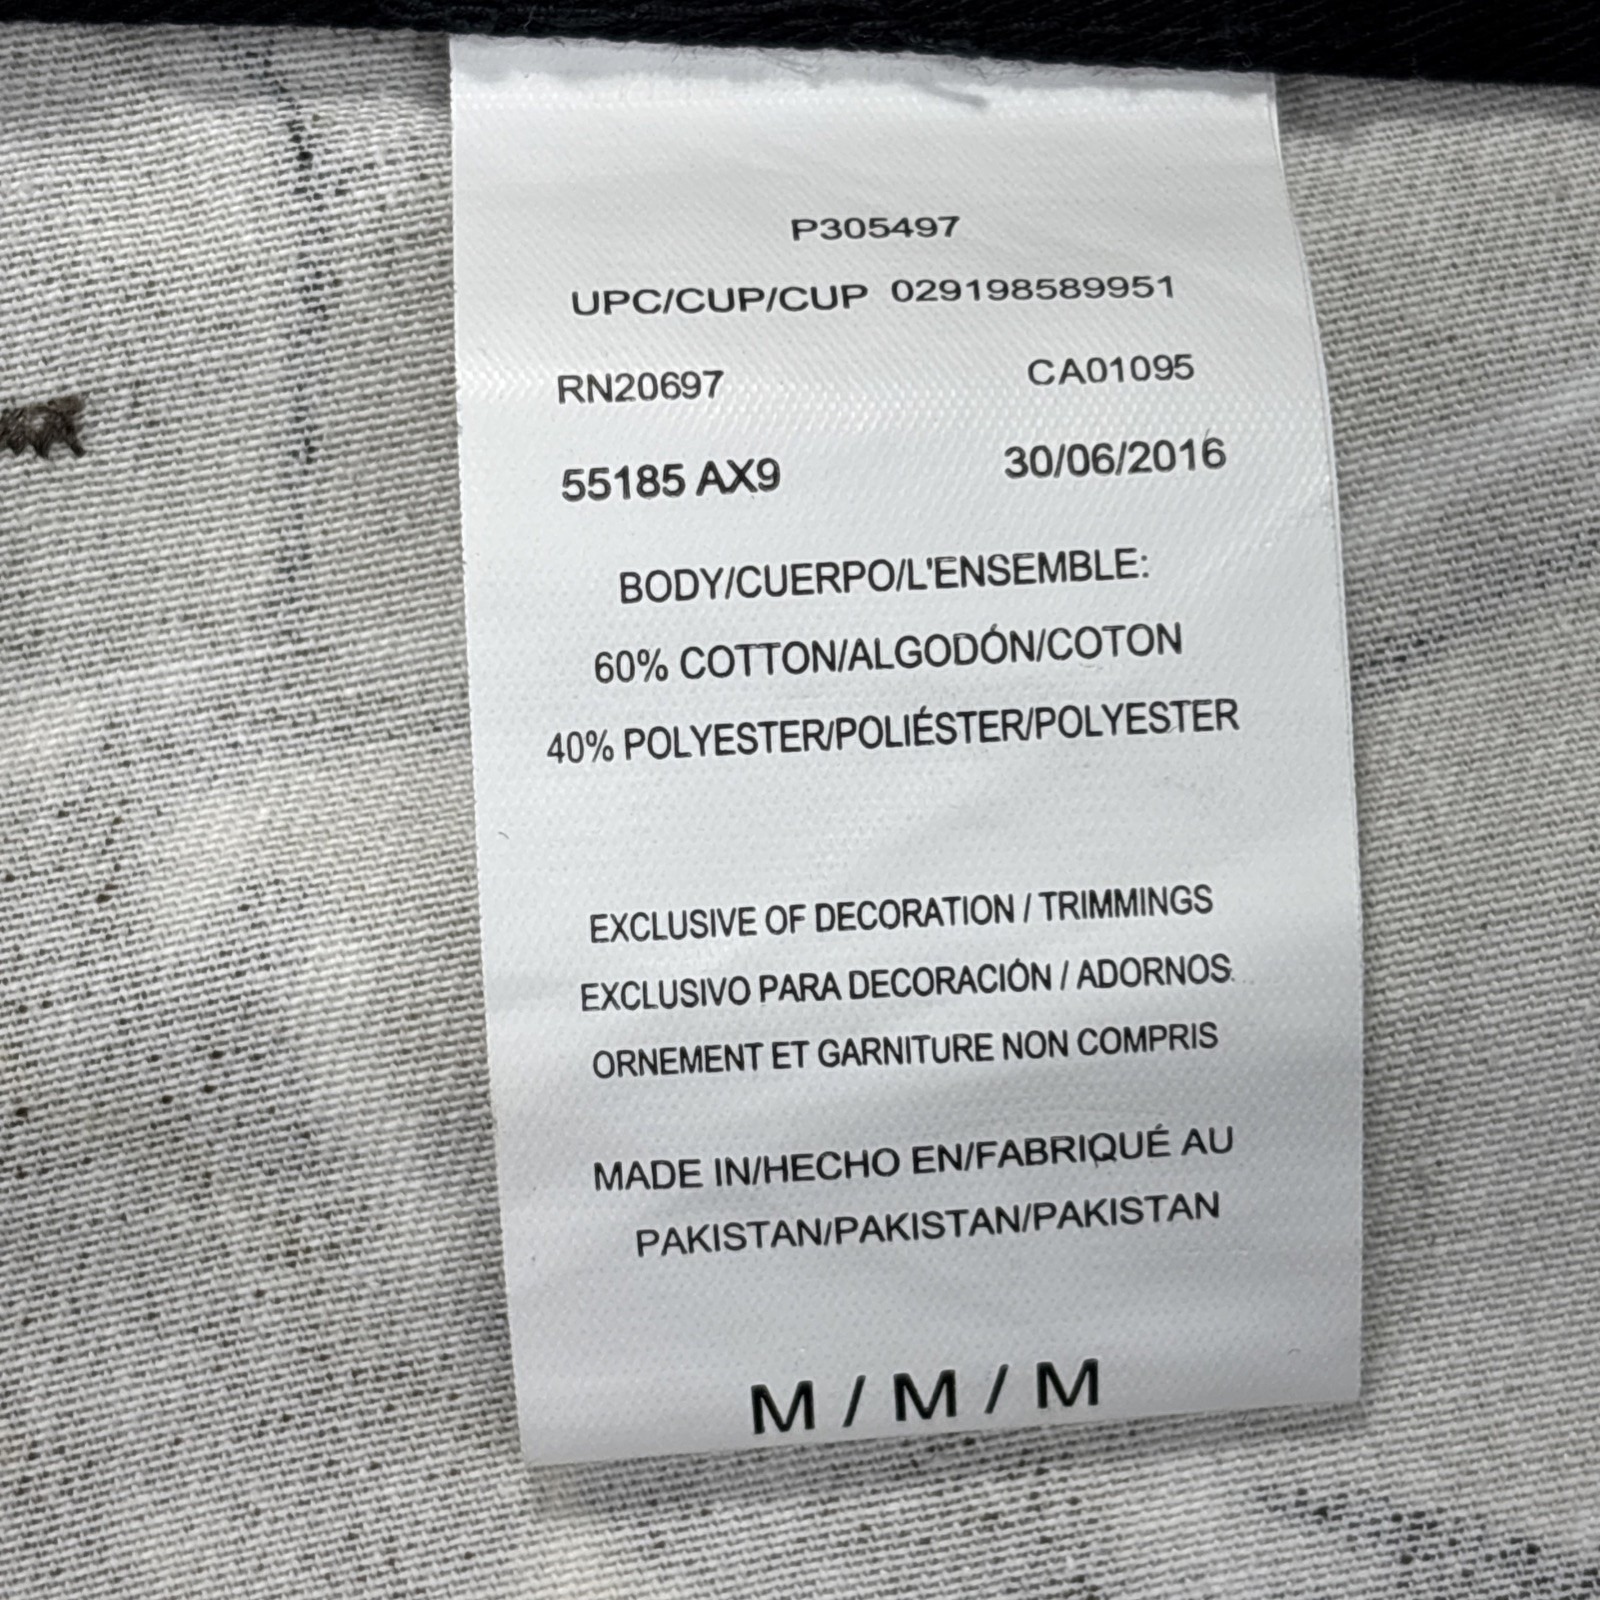 P305497
UPC/CUP/CUP 029198589951
RN20697 CA01095
55185 AX9 30/06/2016
BODY/CUERPO/L'ENSEMBLE:
60% COTTON/ALGODÓN/COTON
40% POLYESTER/POLIÉSTER/POLYESTER
EXCLUSIVE OF DECORATION / TRIMMINGS
EXCLUSIVO PARA DECORACIÓN / ADORNOS
ORNEMENT ET GARNITURE NON COMPRIS
MADE IN/HECHO EN/FABRIQUÉ AU
PAKISTAN/PAKISTAN/PAKISTAN
M / M / M